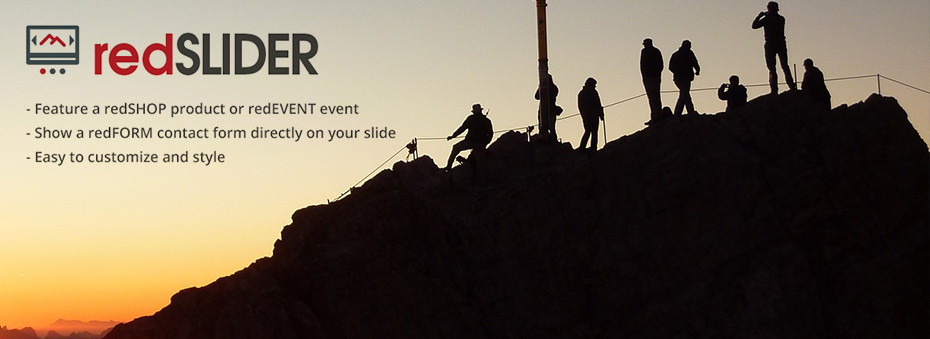 redSLIDER
- Feature a redSHOP product or redEVENT event
- Show a redFORM contact form directly on your slide
- Easy to customize and style